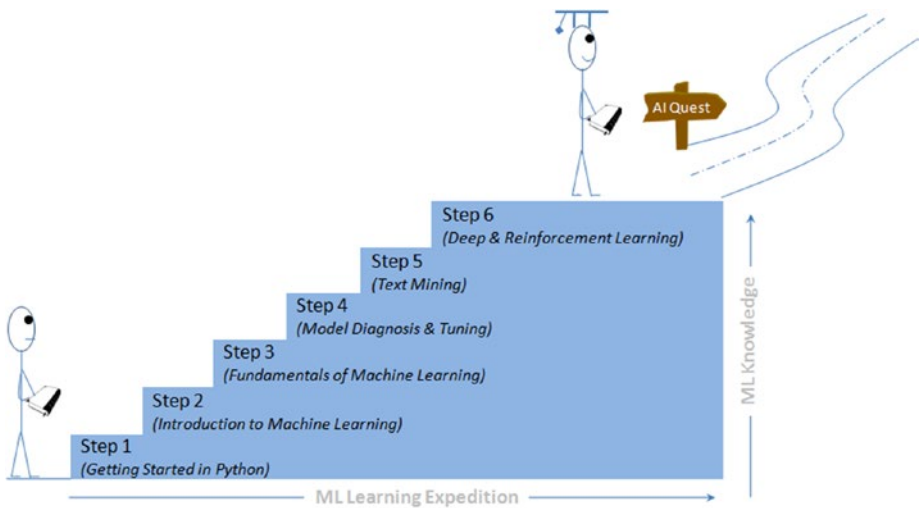 AI Quest
Step 6
(Deep & Reinforcement Learning)
Step 5
(Text Mining)
Step 4
(Model Diagnosis & Tuning)
Step 3
(Fundamentals of Machine Learning)
Step 2
(Introduction to Machine Learning)
Step 1
(Getting Started in Python)
ML Knowledge
ML Learning Expedition